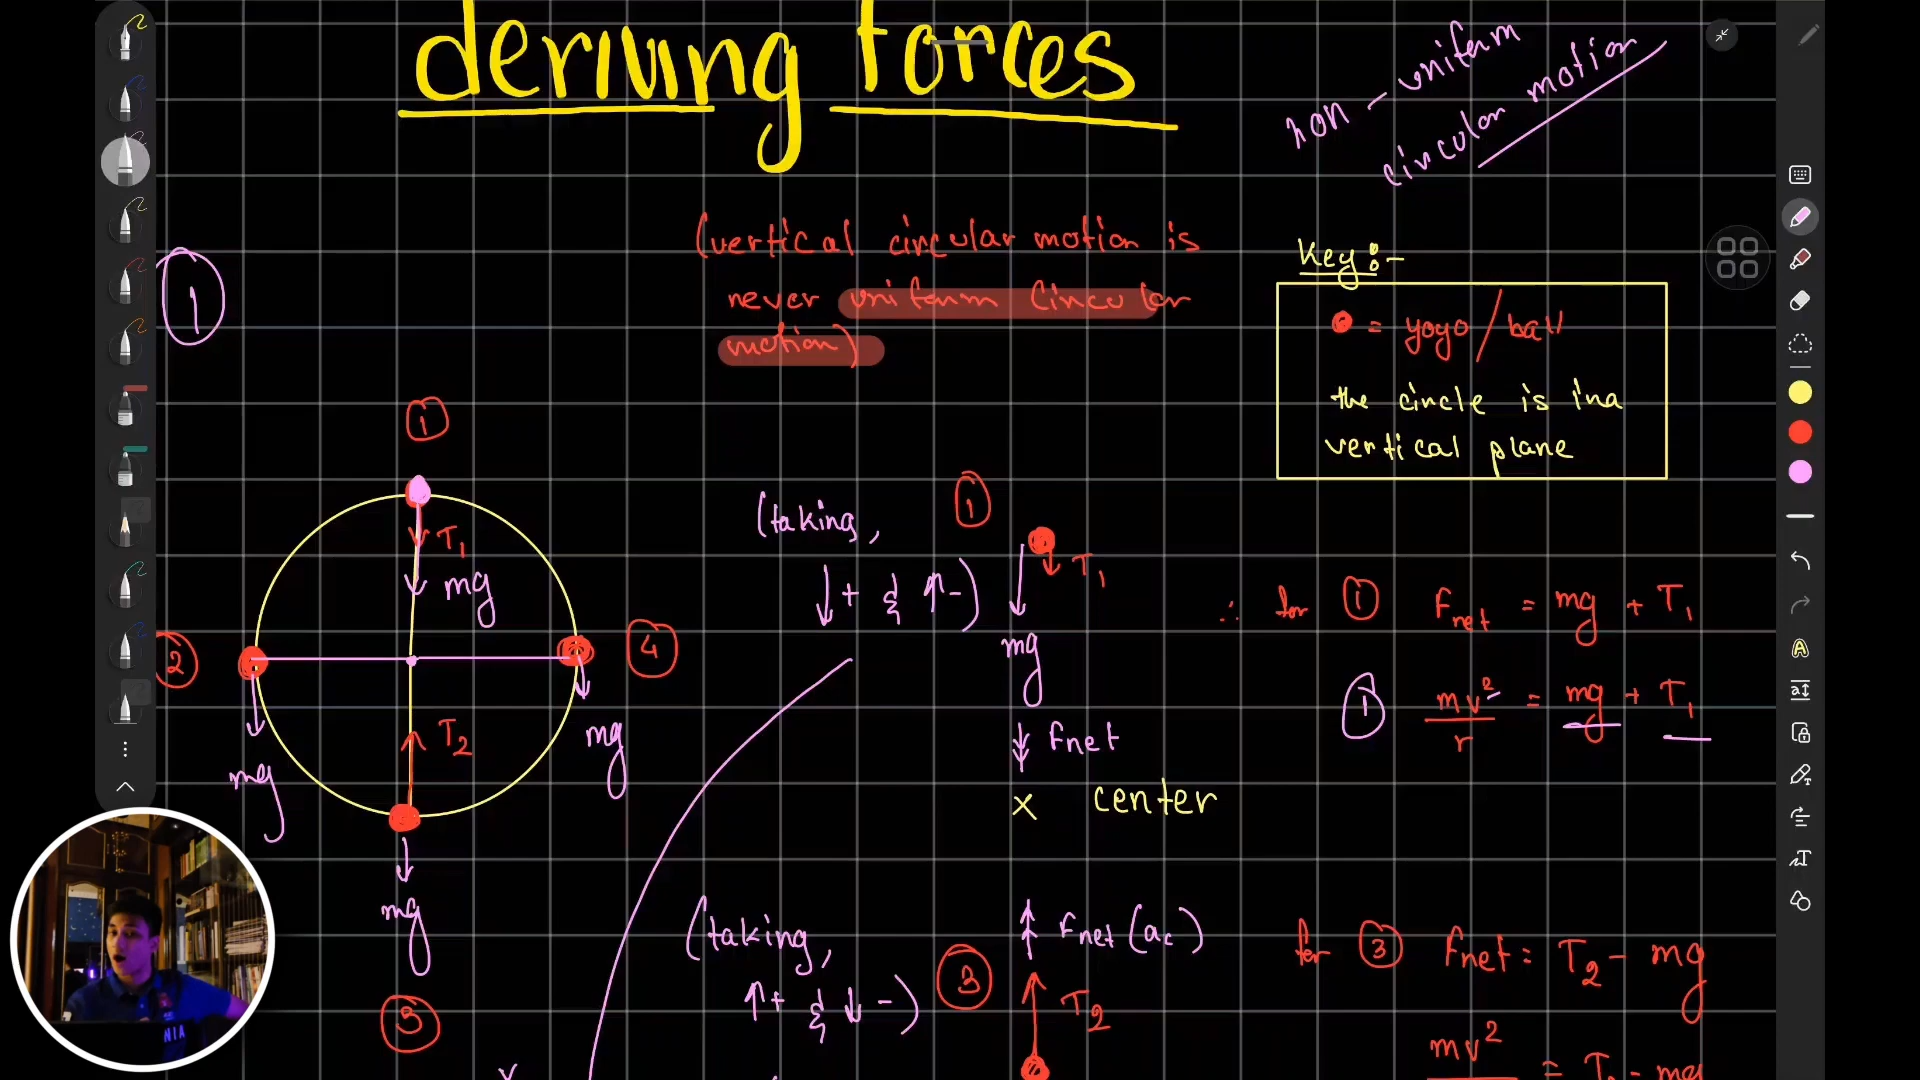 deriving forces
non - uniform
circular motion
(vertical circular motion is
never uniform circular
motion)
Key:-
= yoyo / ball
the circle is in a
vertical plane
1
1
T1
mg
2
4
mg
mg
T2
mg
3
(taking,
↓+ & ↑-)
1
T1
mg
Fnet
x center
∴ for 1 Fnet = mg + T1
1 mv²/r = mg + T1
(taking,
↑+ & ↓-)
3
Fnet (ac)
T2
for 3 Fnet = T2 - mg
mv² = T2 - mg
NIA